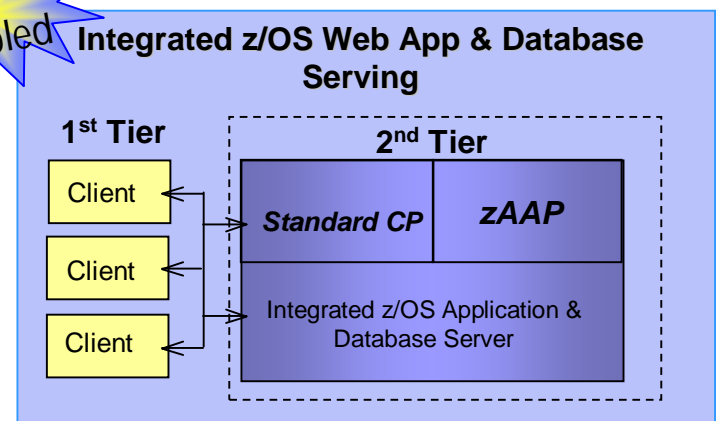 Integrated z/OS Web App & Database
Serving
1st Tier
2nd Tier
Client
Standard CP
zAAP
Client
Integrated z/OS Application &
Database Server
Client